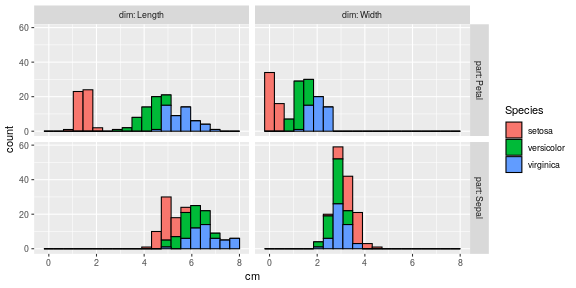 dim: Length
dim: Width
60
40
20
0
part: Petal
60
40
20
0
part: Sepal
count
0
2
4
6
8
0
2
4
6
8
cm
Species
setosa
versicolor
virginica